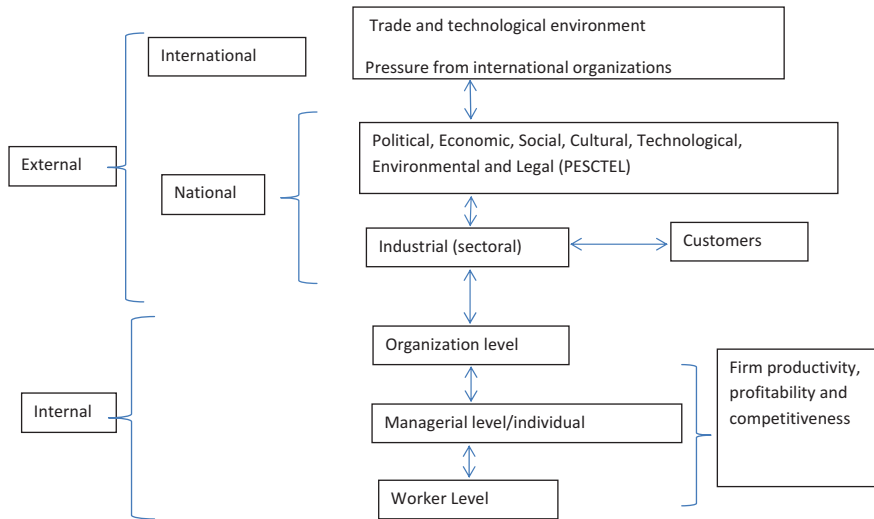 Trade and technological environment
International
Pressure from international organizations
Political, Economic, Social, Cultural, Technological,
Environmental and Legal (PESCTEL)
External
National
Industrial (sectoral)
Customers
Organization level
Firm productivity,
profitability and
competitiveness
Internal
Managerial level/individual
Worker Level